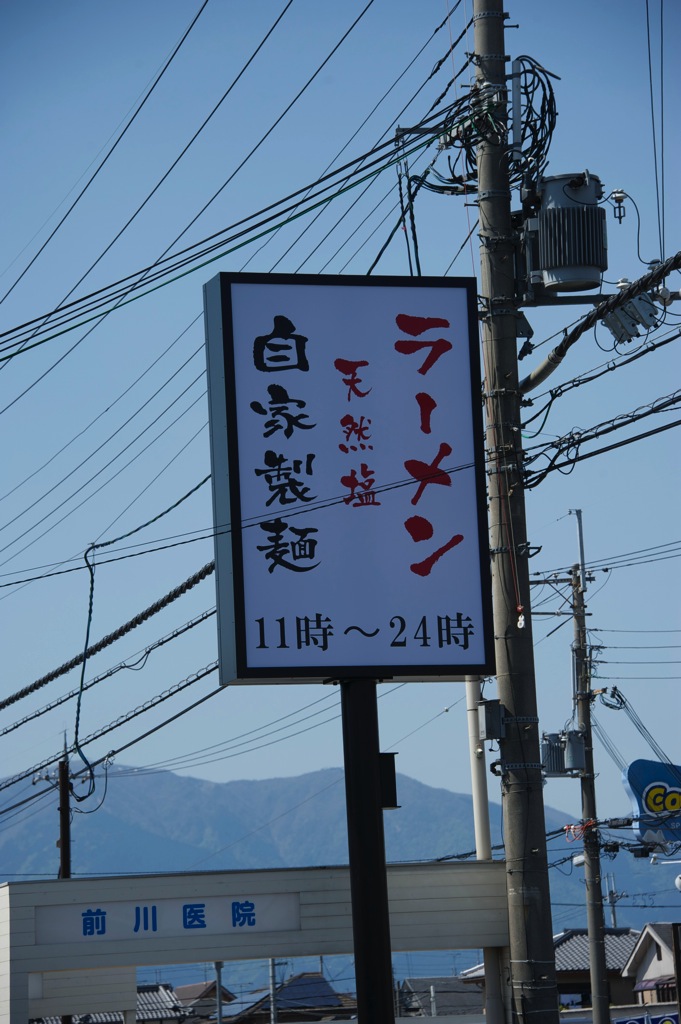 ラーメン
天然塩
自家製麺
11時～24時
前川医院